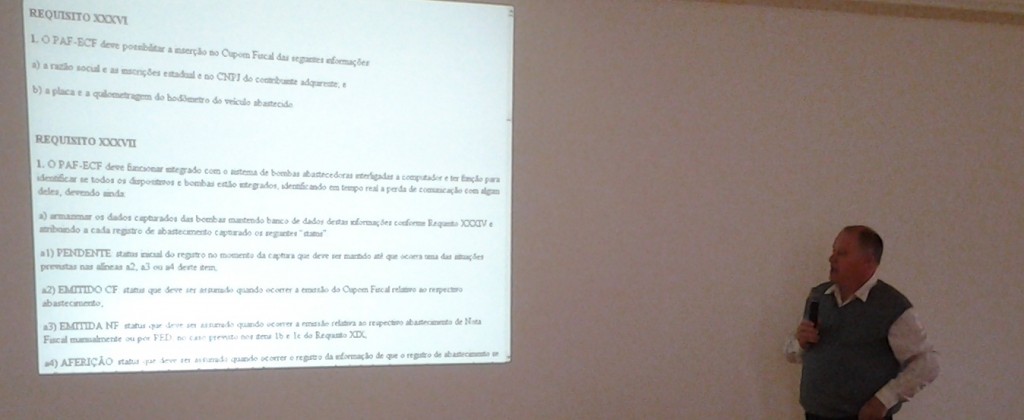 REQUISITO XXXVI
1. O PAF-ECF deve possibilitar a inserção no Cupom Fiscal das seguintes informações
a) a razão social e as inscrições estadual e no CNPJ do contribuinte adquirente; e
b) a placa e a quilometragem do hodômetro do veículo abastecido
REQUISITO XXXVII
1. O PAF-ECF deve funcionar integrado com o sistema de bombas abastecedoras interligadas a computador e ter função para
identificar se todos os dispositivos e bombas estão integrados, identificando em tempo real a perda de comunicação com algum
deles, devendo ainda:
a) armazenar os dados capturados das bombas mantendo banco de dados destas informações conforme Requisito XXXIV e
atribuindo a cada registro de abastecimento capturado os seguintes "status"
a1) PENDENTE: status inicial do registro no momento da captura que deve ser mantido até que ocorra uma das situações
previstas nas alíneas a2, a3 ou a4 deste item;
a2) EMITIDO CF: status que deve ser assumido quando ocorrer a emissão do Cupom Fiscal relativo ao respectivo
abastecimento;
a3) EMITIDA NF: status que deve ser assumido quando ocorrer a emissão relativa ao respectivo abastecimento de Nota
Fiscal manualmente ou por PED, no caso previsto nos itens 1b e 1c do Requisito XIX;
a4) AFERIÇÃO: status que deve ser assumido quando ocorrer o registro da informação de que o registro de abastecimento se